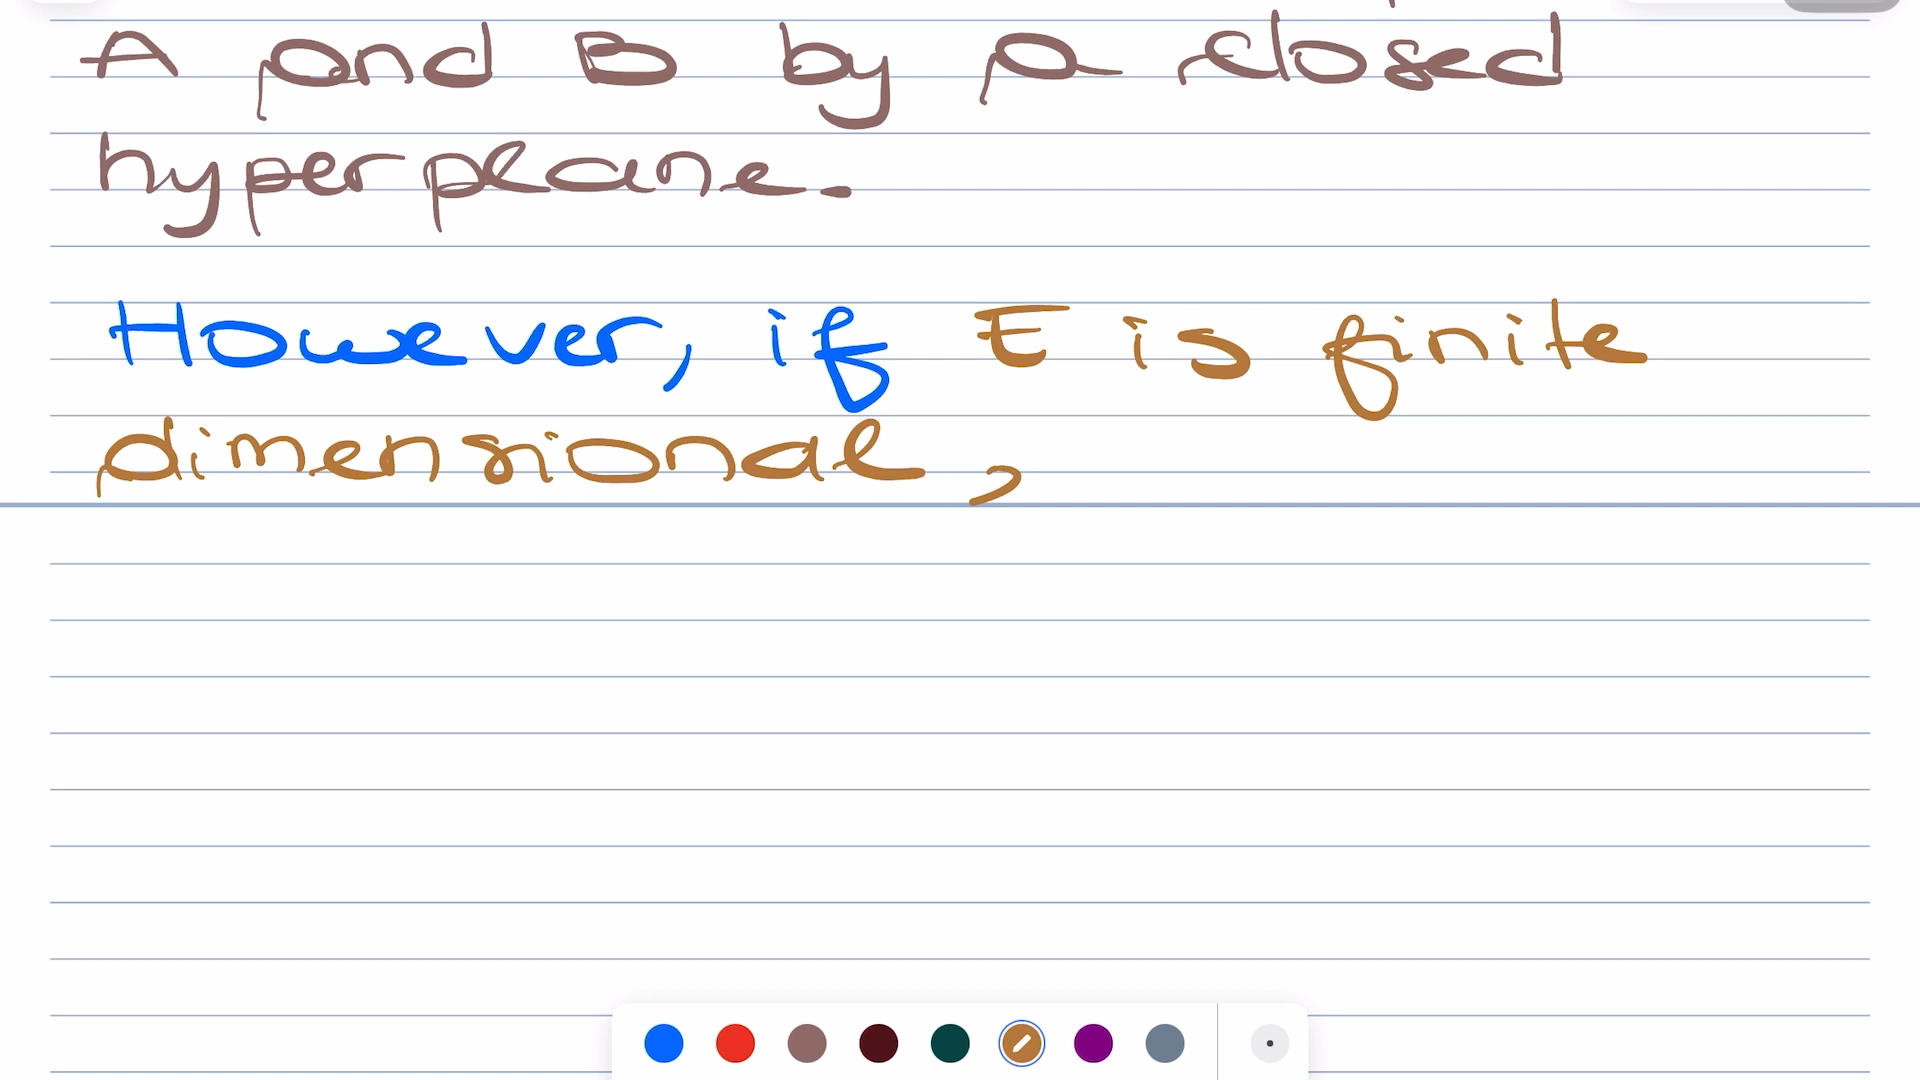 A and B by a closed
hyperplane.
However, if E is finite
dimensional,